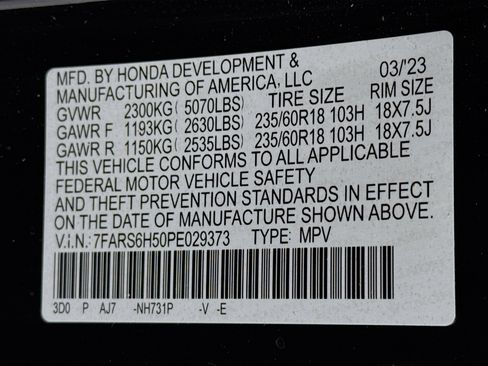 MFD. BY HONDA DEVELOPMENT & 03/'23
MANUFACTURING OF AMERICA, LLC
GVWR 2300KG( 5070LBS) TIRE SIZE RIM SIZE
GAWR F 1193KG( 2630LBS) 235/60R18 103H 18X7.5J
GAWR R 1150KG( 2535LBS) 235/60R18 103H 18X7.5J
THIS VEHICLE CONFORMS TO ALL APPLICABLE
FEDERAL MOTOR VEHICLE SAFETY
AND THEFT PREVENTION STANDARDS IN EFFECT
ON THE DATE OF MANUFACTURE SHOWN ABOVE.
V.I.N.: 7FARS6H50PE029373 TYPE: MPV
3D0 P AJ7 -NH731P -V -E